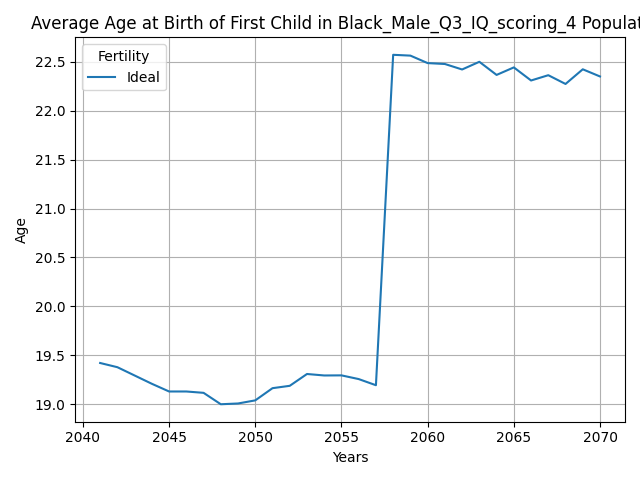 Average Age at Birth of First Child in Black_Male_Q3_IQ_scoring_4 Populat
Fertility
Ideal
22.5
22.0
21.5
21.0
20.5
20.0
19.5
19.0
Age
2040 2045 2050 2055 2060 2065 2070
Years